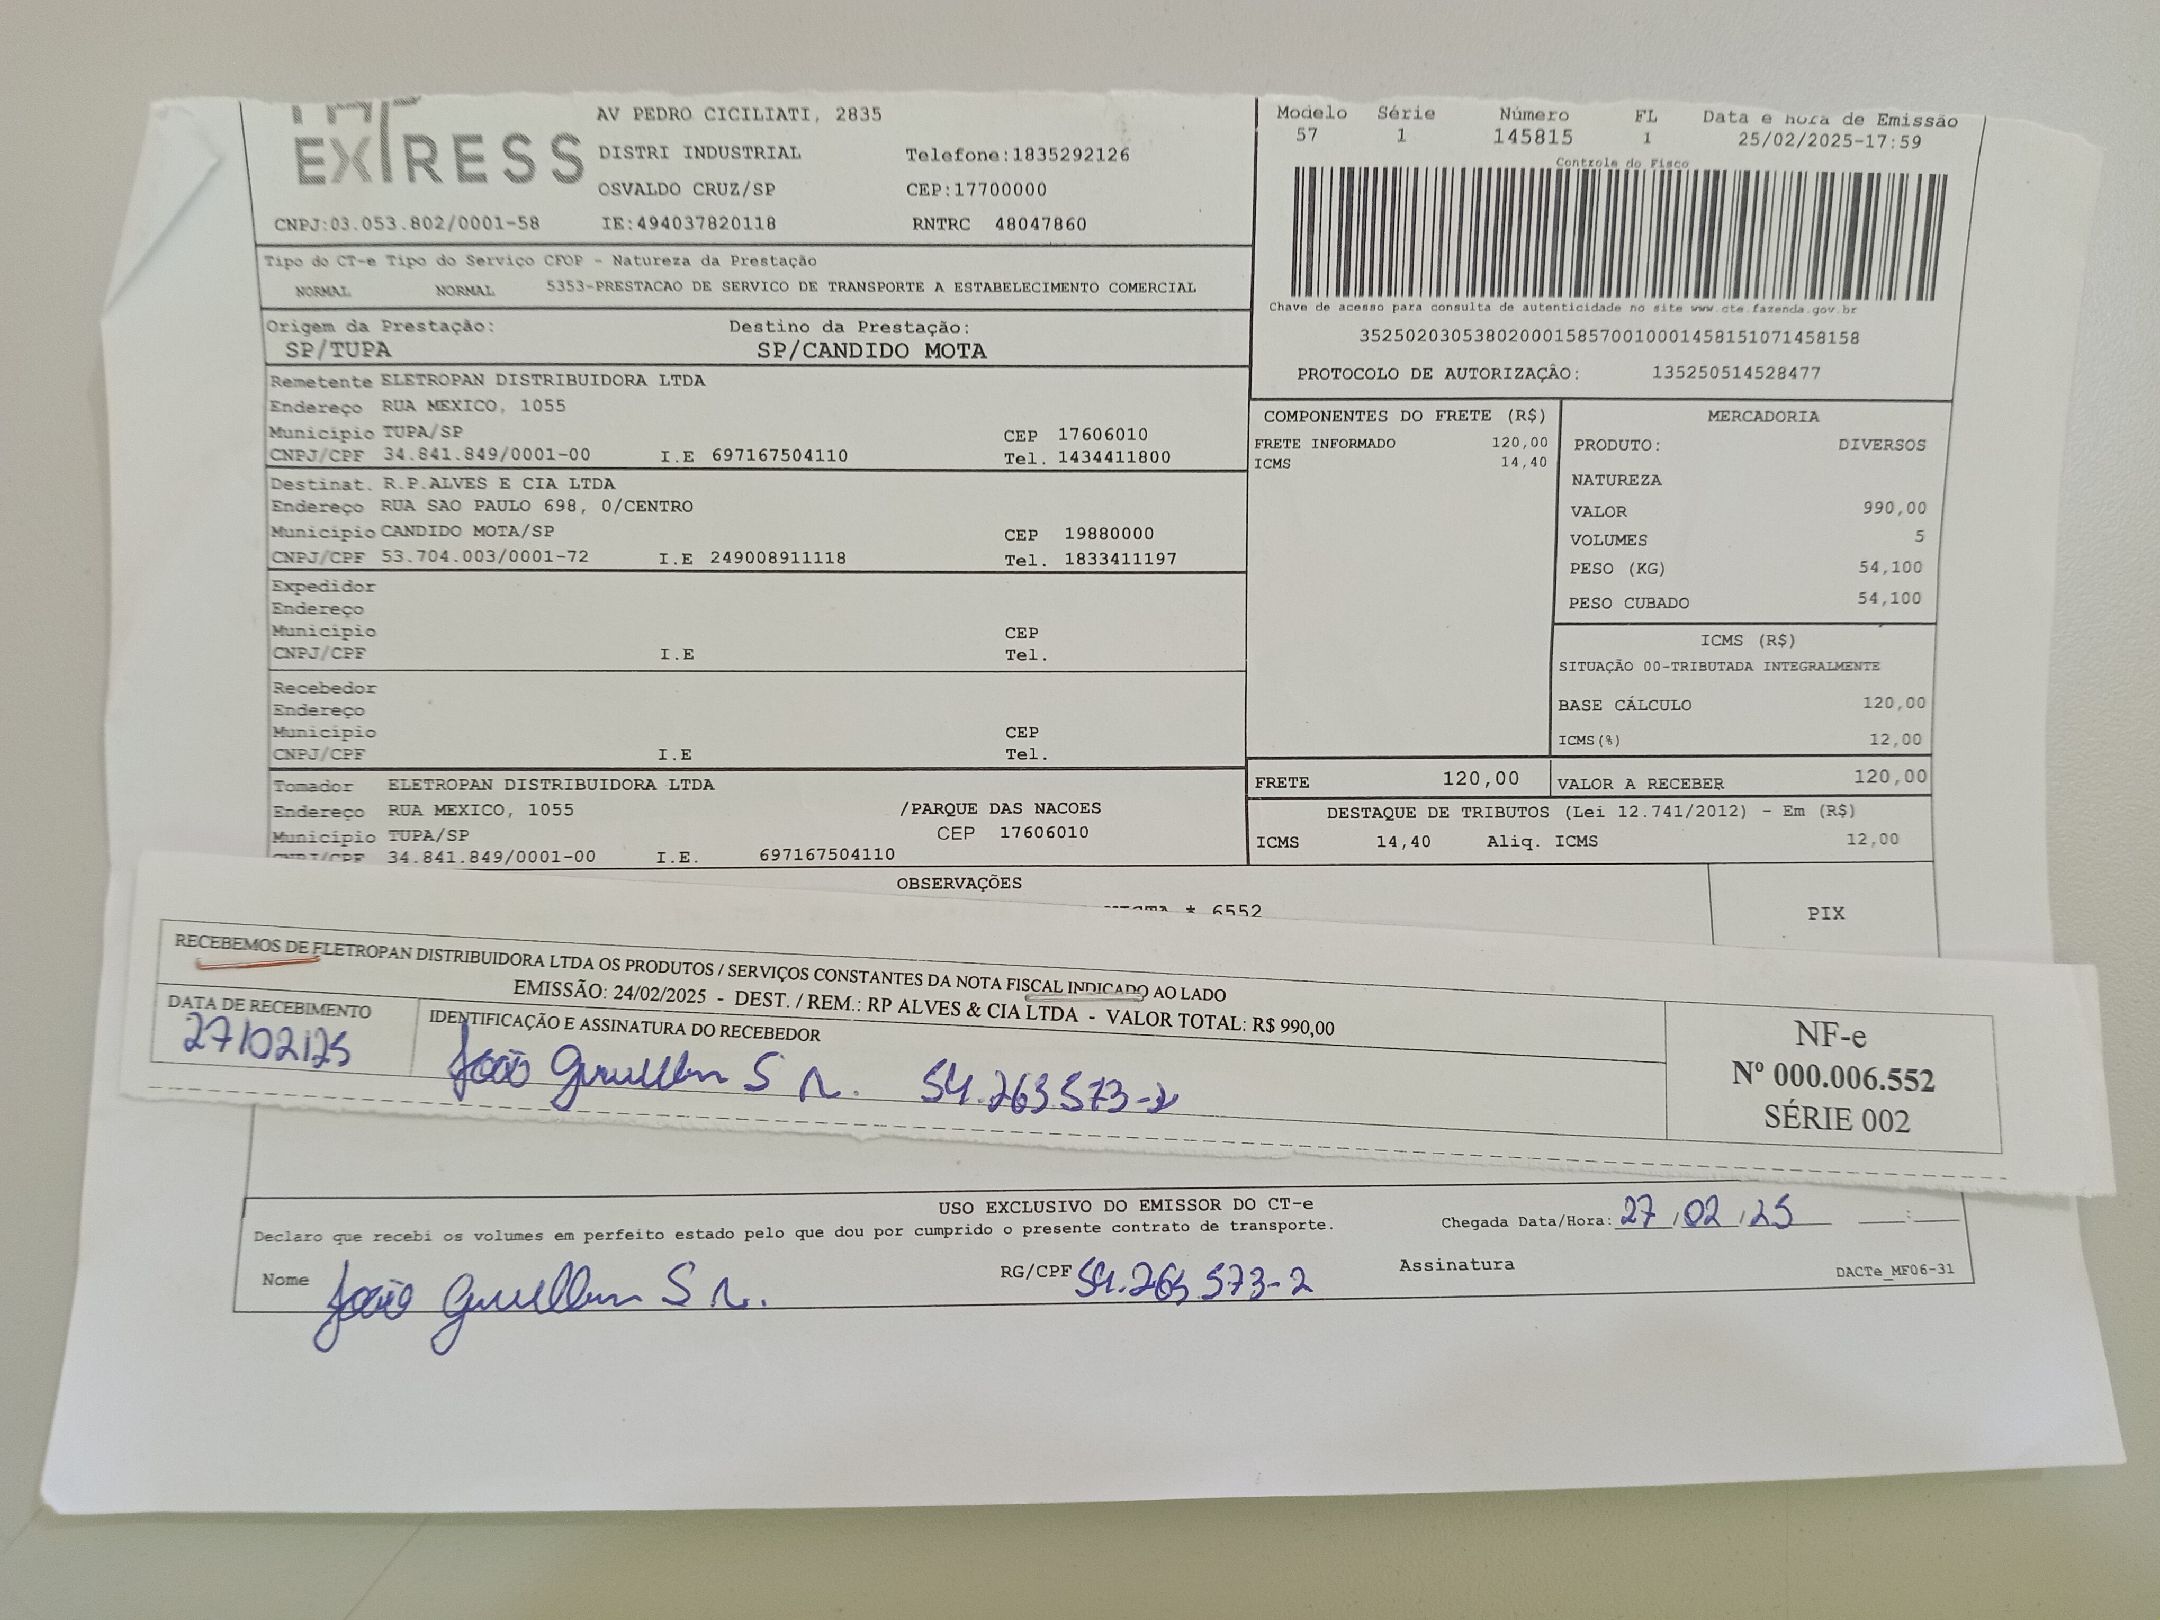 EXPRESS
AV PEDRO CICILIATI, 2835
DISTRI INDUSTRIAL Telefone:1835292126
OSVALDO CRUZ/SP CEP:17700000
CNPJ:03.053.802/0001-58 IE:494037820118 RNTRC 48047860
Modelo Série Número FL Data e hora de Emissão
57 1 145815 1 25/02/2025-17:59
Controle do Fisco
Chave de acesso para consulta de autenticidade no site www.cte.fazenda.gov.br
35250203053802000158570010001458151071458158
PROTOCOLO DE AUTORIZAÇÃO: 135250514528477
Tipo do CT-e Tipo do Serviço CFOP - Natureza da Prestação
NORMAL NORMAL 5353-PRESTACAO DE SERVICO DE TRANSPORTE A ESTABELECIMENTO COMERCIAL
Origem da Prestação: Destino da Prestação:
SP/TUPA SP/CANDIDO MOTA
Remetente ELETROPAN DISTRIBUIDORA LTDA
Endereço RUA MEXICO, 1055
Município TUPA/SP CEP 17606010
CNPJ/CPF 34.841.849/0001-00 I.E 697167504110 Tel. 1434411800
Destinat. R.P.ALVES E CIA LTDA
Endereço RUA SAO PAULO 698, 0/CENTRO
Município CANDIDO MOTA/SP CEP 19880000
CNPJ/CPF 53.704.003/0001-72 I.E 249008911118 Tel. 1833411197
Expedidor
Endereço
Município CEP
CNPJ/CPF I.E Tel.
Recebedor
Endereço
Município CEP
CNPJ/CPF I.E Tel.
Tomador ELETROPAN DISTRIBUIDORA LTDA
Endereço RUA MEXICO, 1055 /PARQUE DAS NACOES
Município TUPA/SP CEP 17606010
CNPJ/CPF 34.841.849/0001-00 I.E. 697167504110
COMPONENTES DO FRETE (R$)
FRETE INFORMADO 120,00
ICMS 14,40
MERCADORIA
PRODUTO: DIVERSOS
NATUREZA
VALOR 990,00
VOLUMES 5
PESO (KG) 54,100
PESO CUBADO 54,100
ICMS (R$)
SITUAÇÃO 00-TRIBUTADA INTEGRALMENTE
BASE CÁLCULO 120,00
ICMS(%) 12,00
FRETE 120,00 VALOR A RECEBER 120,00
DESTAQUE DE TRIBUTOS (Lei 12.741/2012) - Em (R$)
ICMS 14,40 Aliq. ICMS 12,00
OBSERVAÇÕES
* 6552
PIX
RECEBEMOS DE ELETROPAN DISTRIBUIDORA LTDA OS PRODUTOS / SERVIÇOS CONSTANTES DA NOTA FISCAL INDICADO AO LADO
EMISSÃO: 24/02/2025 - DEST. / REM.: RP ALVES & CIA LTDA - VALOR TOTAL: R$ 990,00
DATA DE RECEBIMENTO IDENTIFICAÇÃO E ASSINATURA DO RECEBEDOR
27/02/25 João S 54.263.573-2
NF-e
Nº 000.006.552
SÉRIE 002
USO EXCLUSIVO DO EMISSOR DO CT-e
Declaro que recebi os volumes em perfeito estado pelo que dou por cumprido o presente contrato de transporte.
Chegada Data/Hora: 27/02/25 __:__
Nome João S RG/CPF 54.263.573-2 Assinatura
DACTe_MF06-31